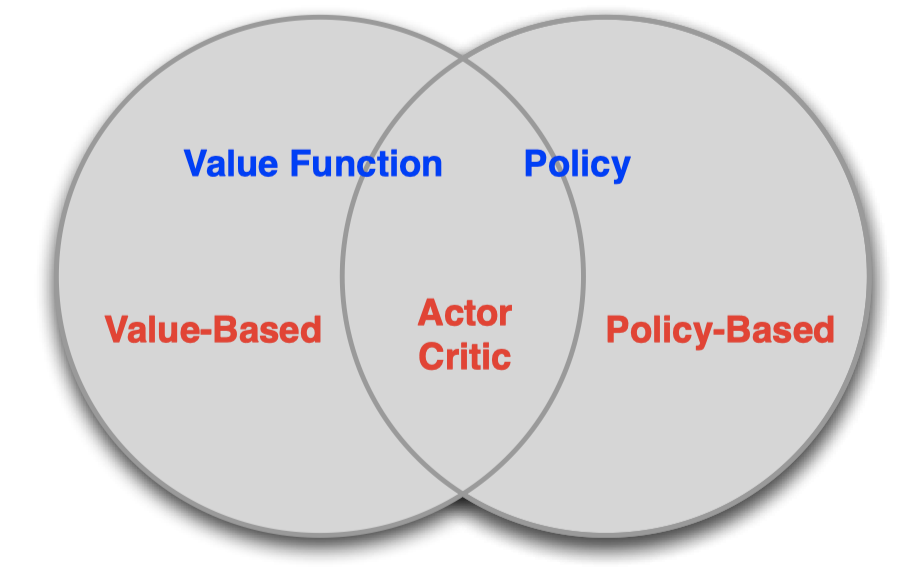 Value Function
Policy
Value-Based
Actor
Critic
Policy-Based